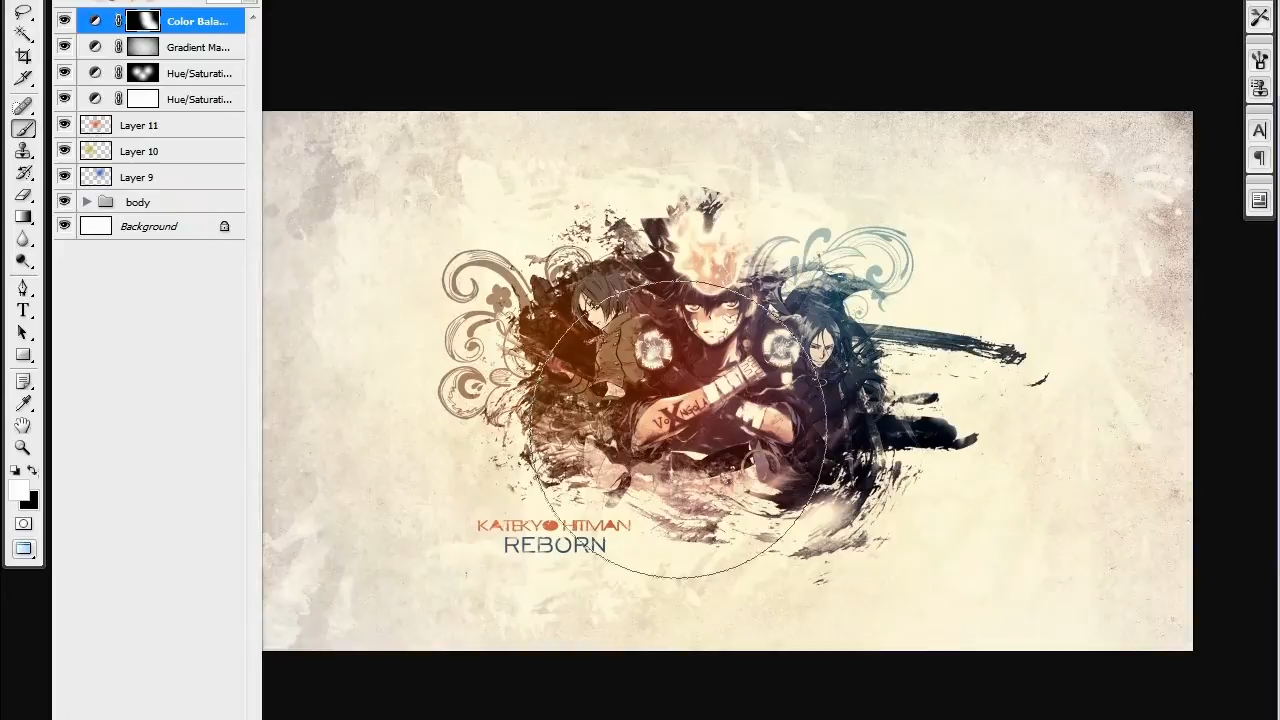 Color Bala...
Gradient Ma...
Hue/Saturati...
Hue/Saturati...
Layer 11
Layer 10
Layer 9
body
Background
T
A
KATEKYO HITMAN
REBORN